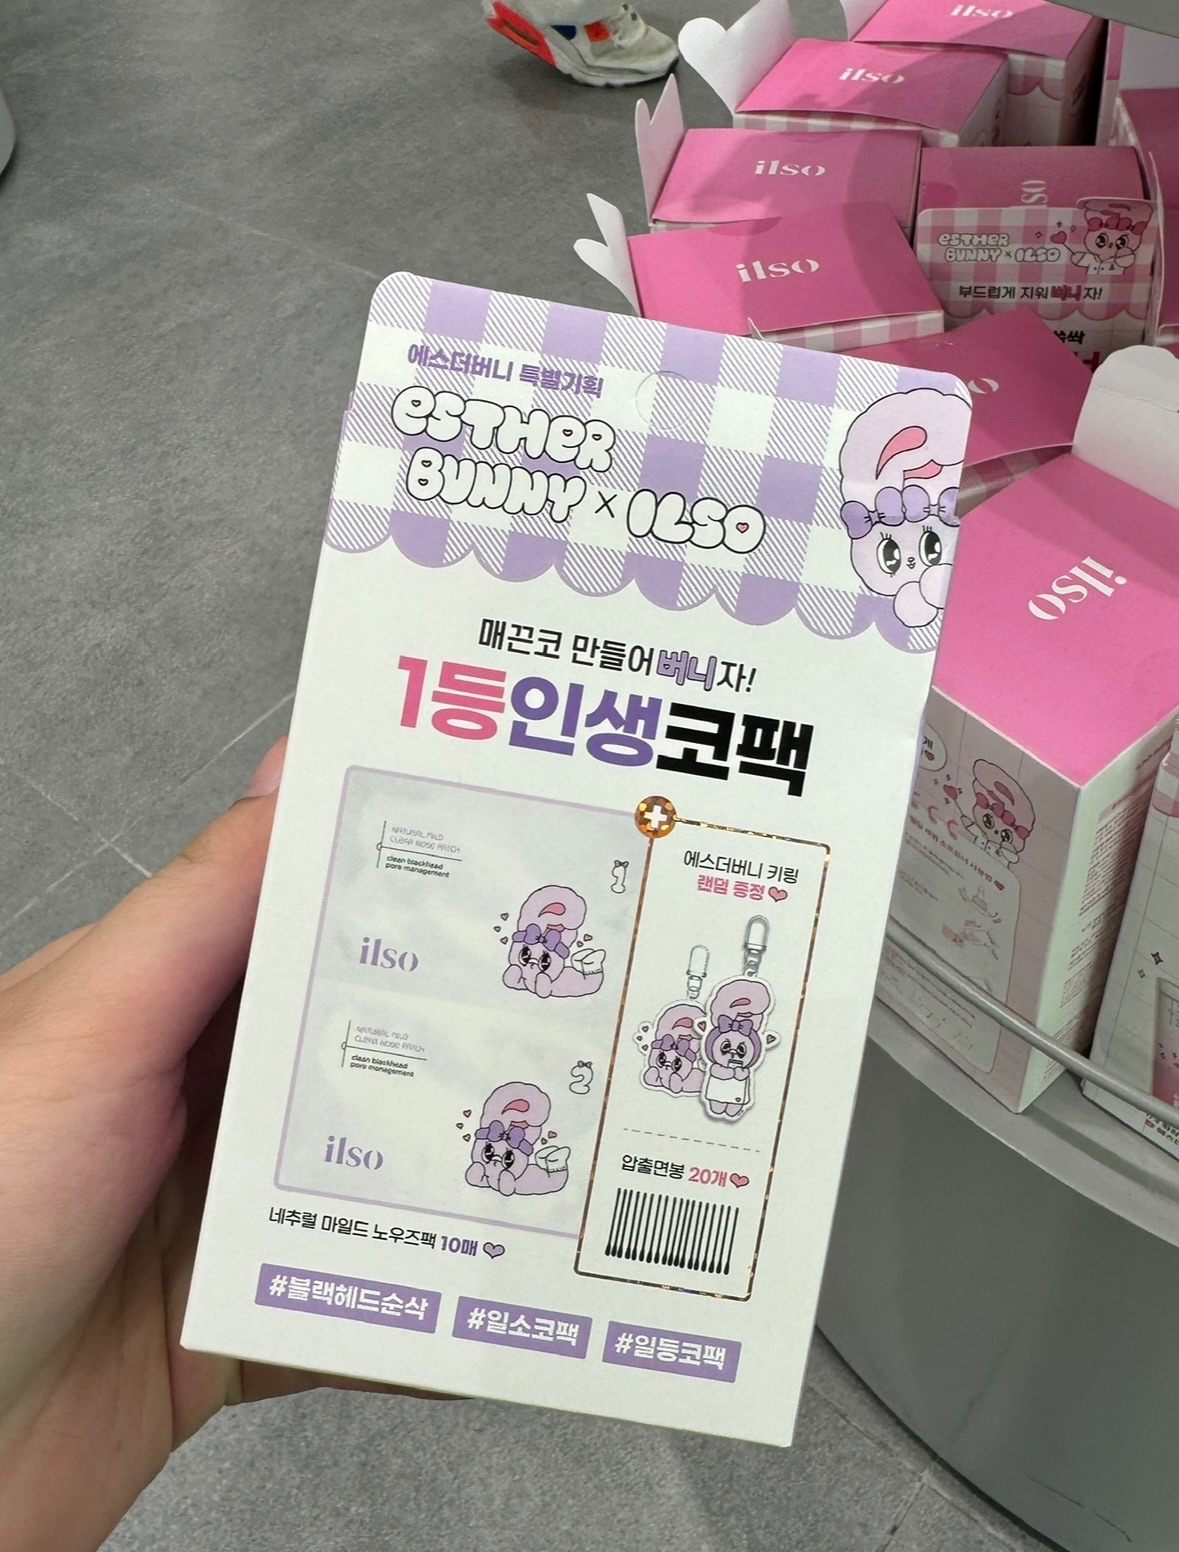 에스더버니 특별기획
ESTHER
BUNNY × ILSO
매끈코 만들어버니자!
1등인생코팩
NATURAL MILD
CLEAR NOSE PATCH
clean blackhead
pore management
1
ilso
NATURAL MILD
CLEAR NOSE PATCH
clean blackhead
pore management
2
ilso
에스더버니 키링
랜덤 증정
압출면봉 20개
네추럴 마일드 노우즈팩 10매
#블랙헤드순삭
#일소코팩
#일등코팩
ilso
ilso
ilso
ilso
ilso
ESTHER
BUNNY × ILSO
부드럽게 지워버니자!